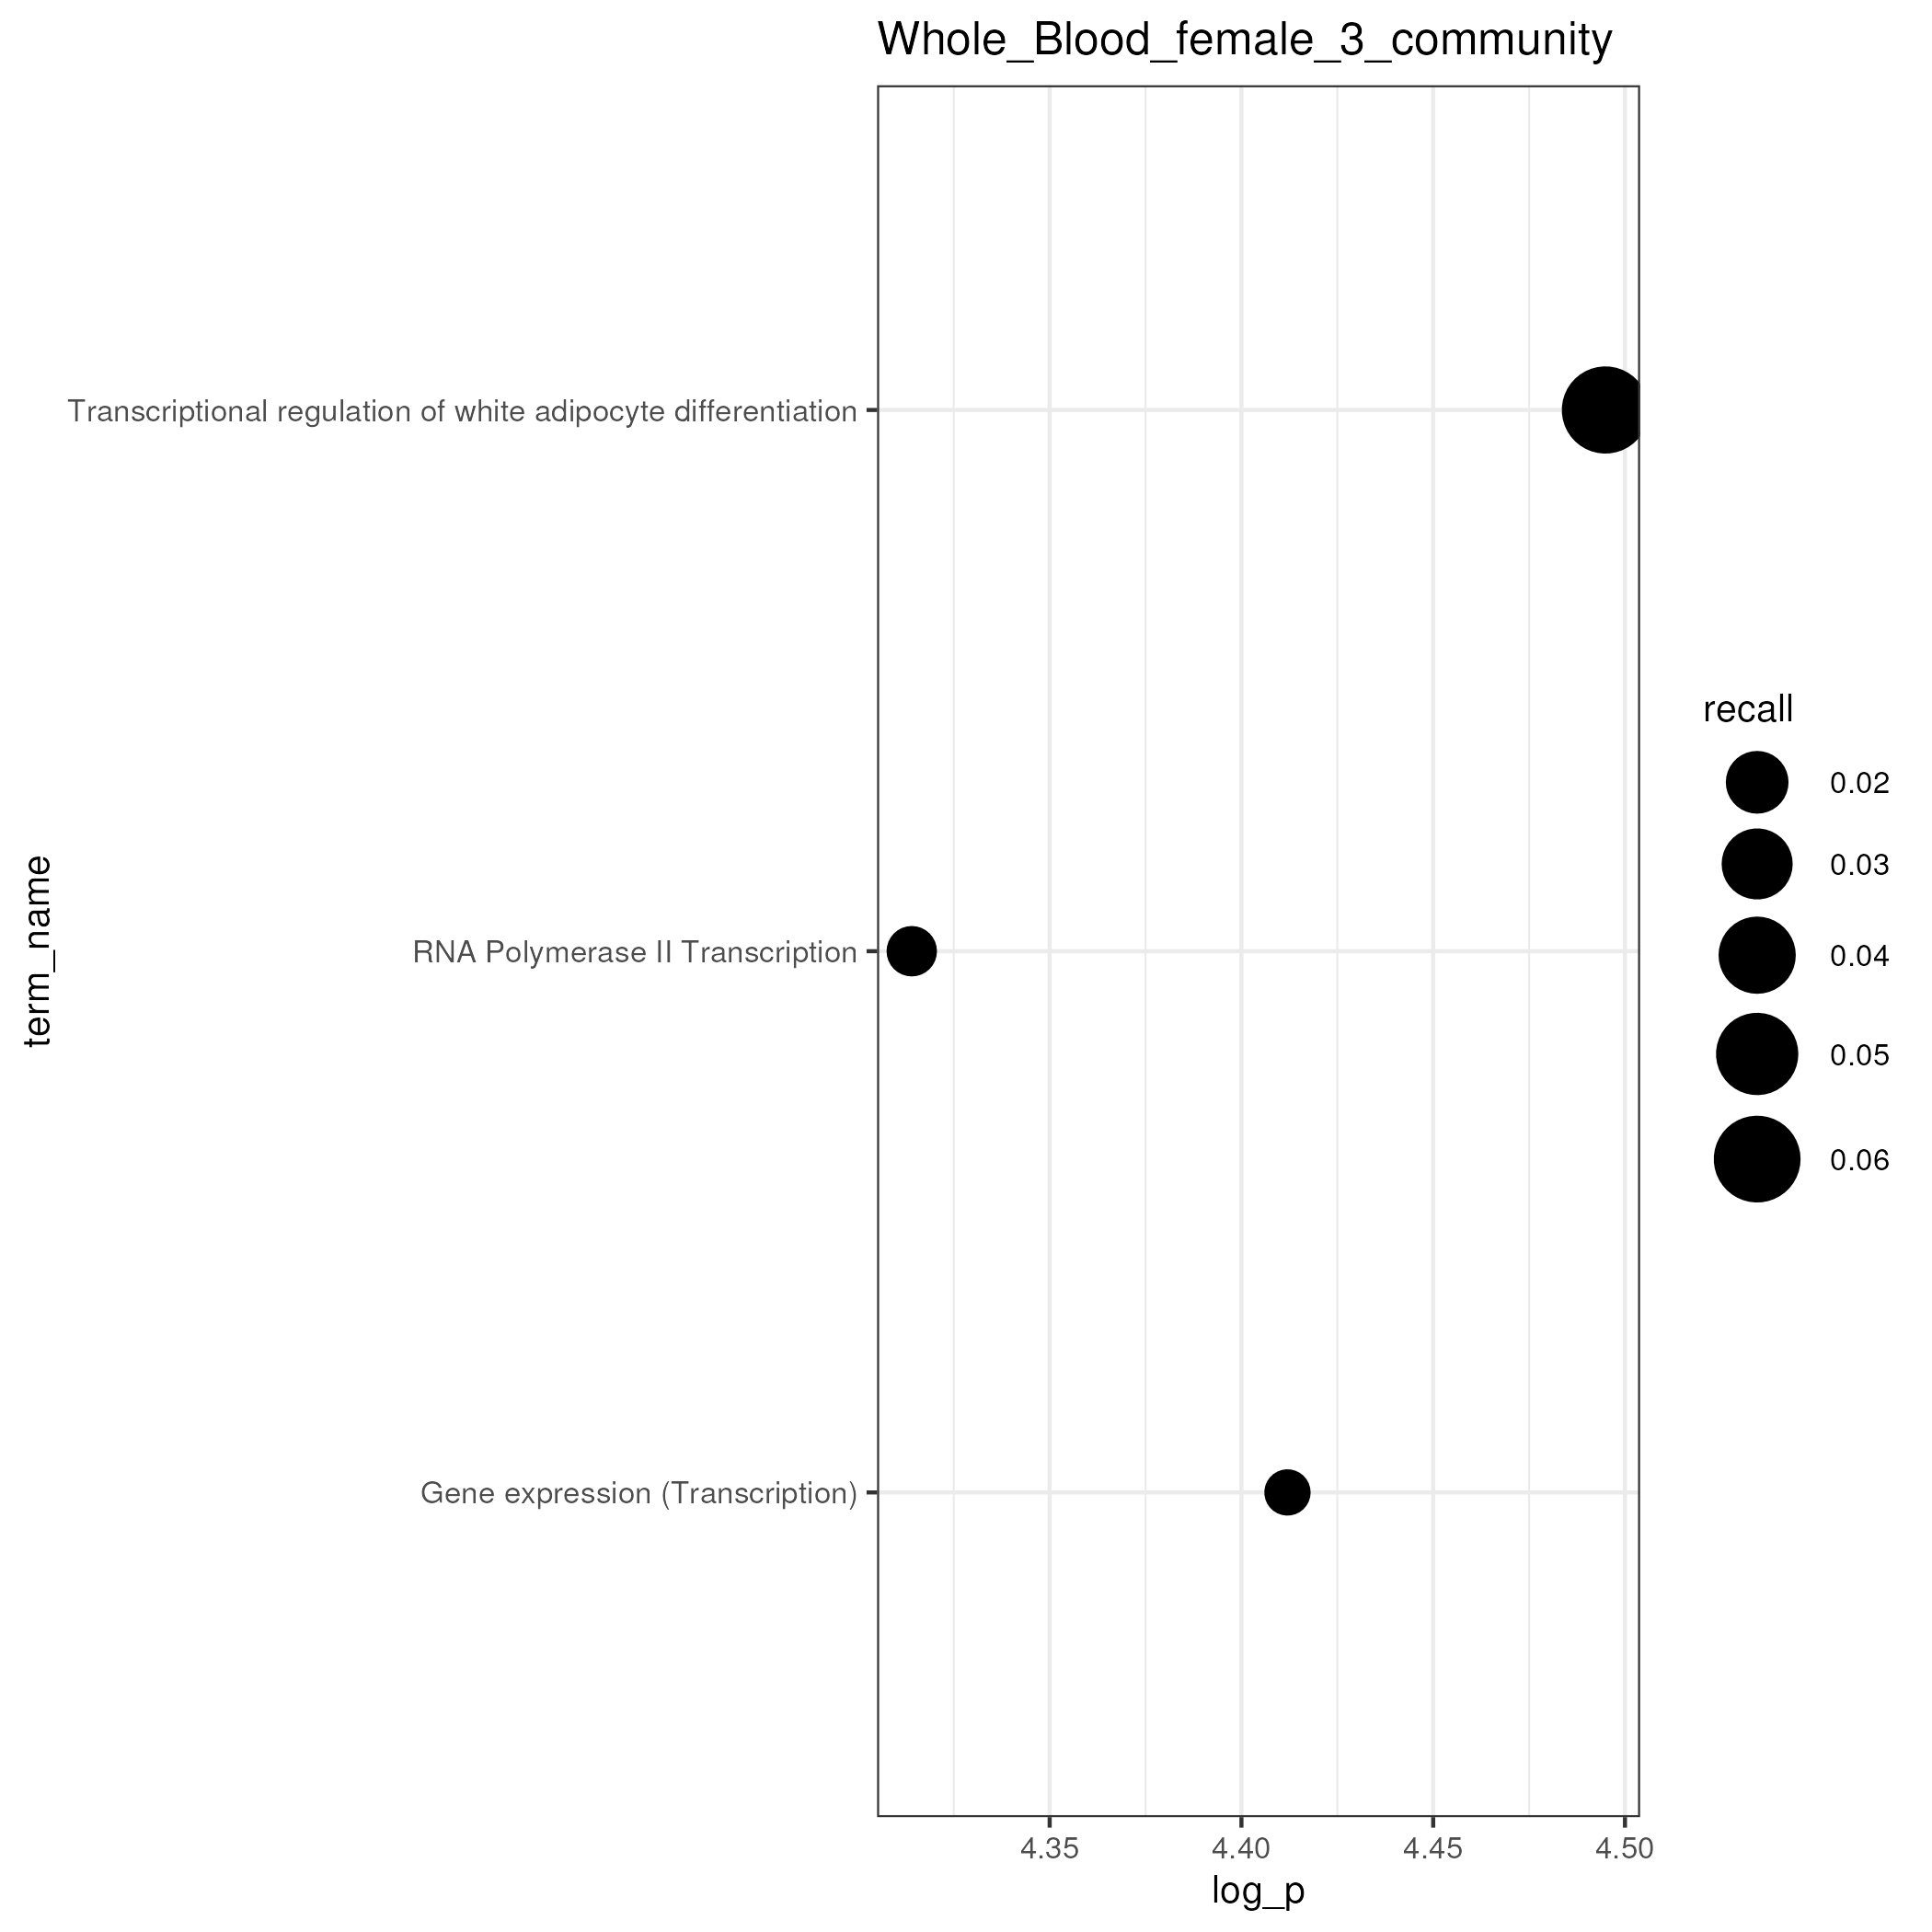 Whole_Blood_female_3_community
Transcriptional regulation of white adipocyte differentiation
RNA Polymerase II Transcription
Gene expression (Transcription)
term_name
4.35
4.40
4.45
4.50
log_p
recall
0.02
0.03
0.04
0.05
0.06